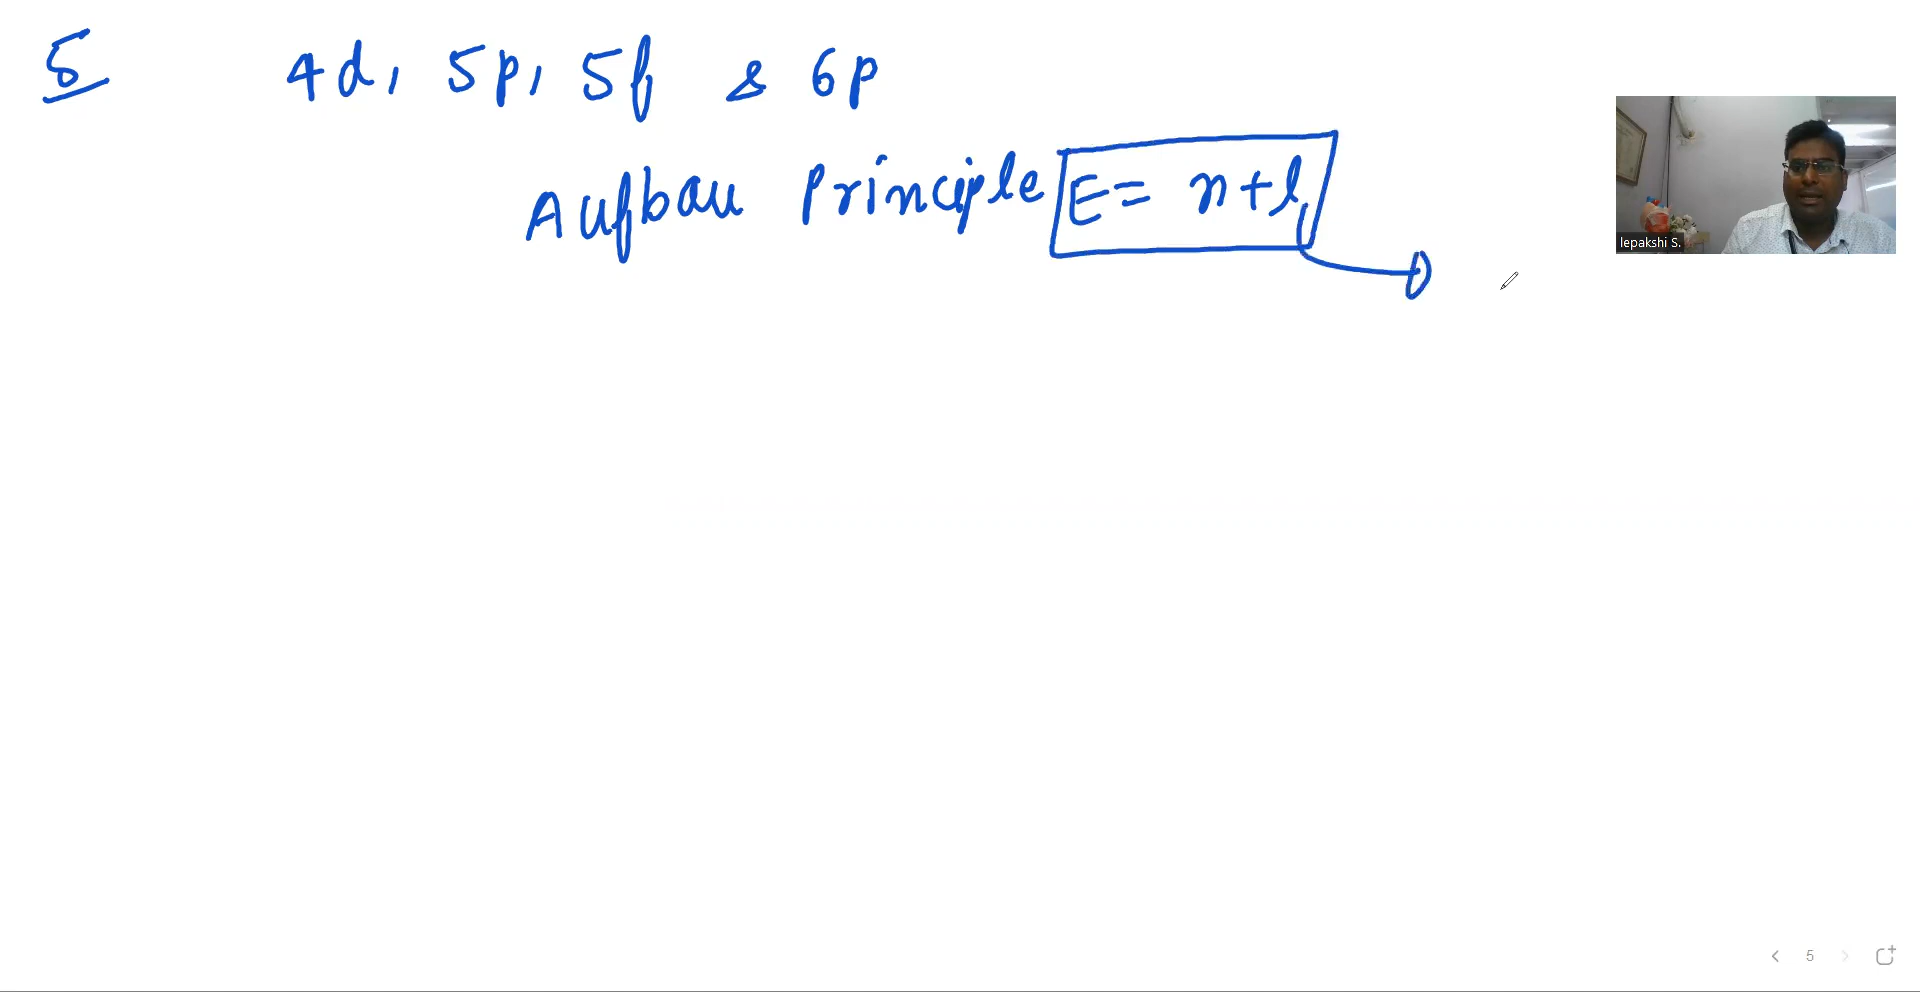 5 4d, 5p, 5f & 6p
Aufbau Principle E = n+l
lepakshi S.
5